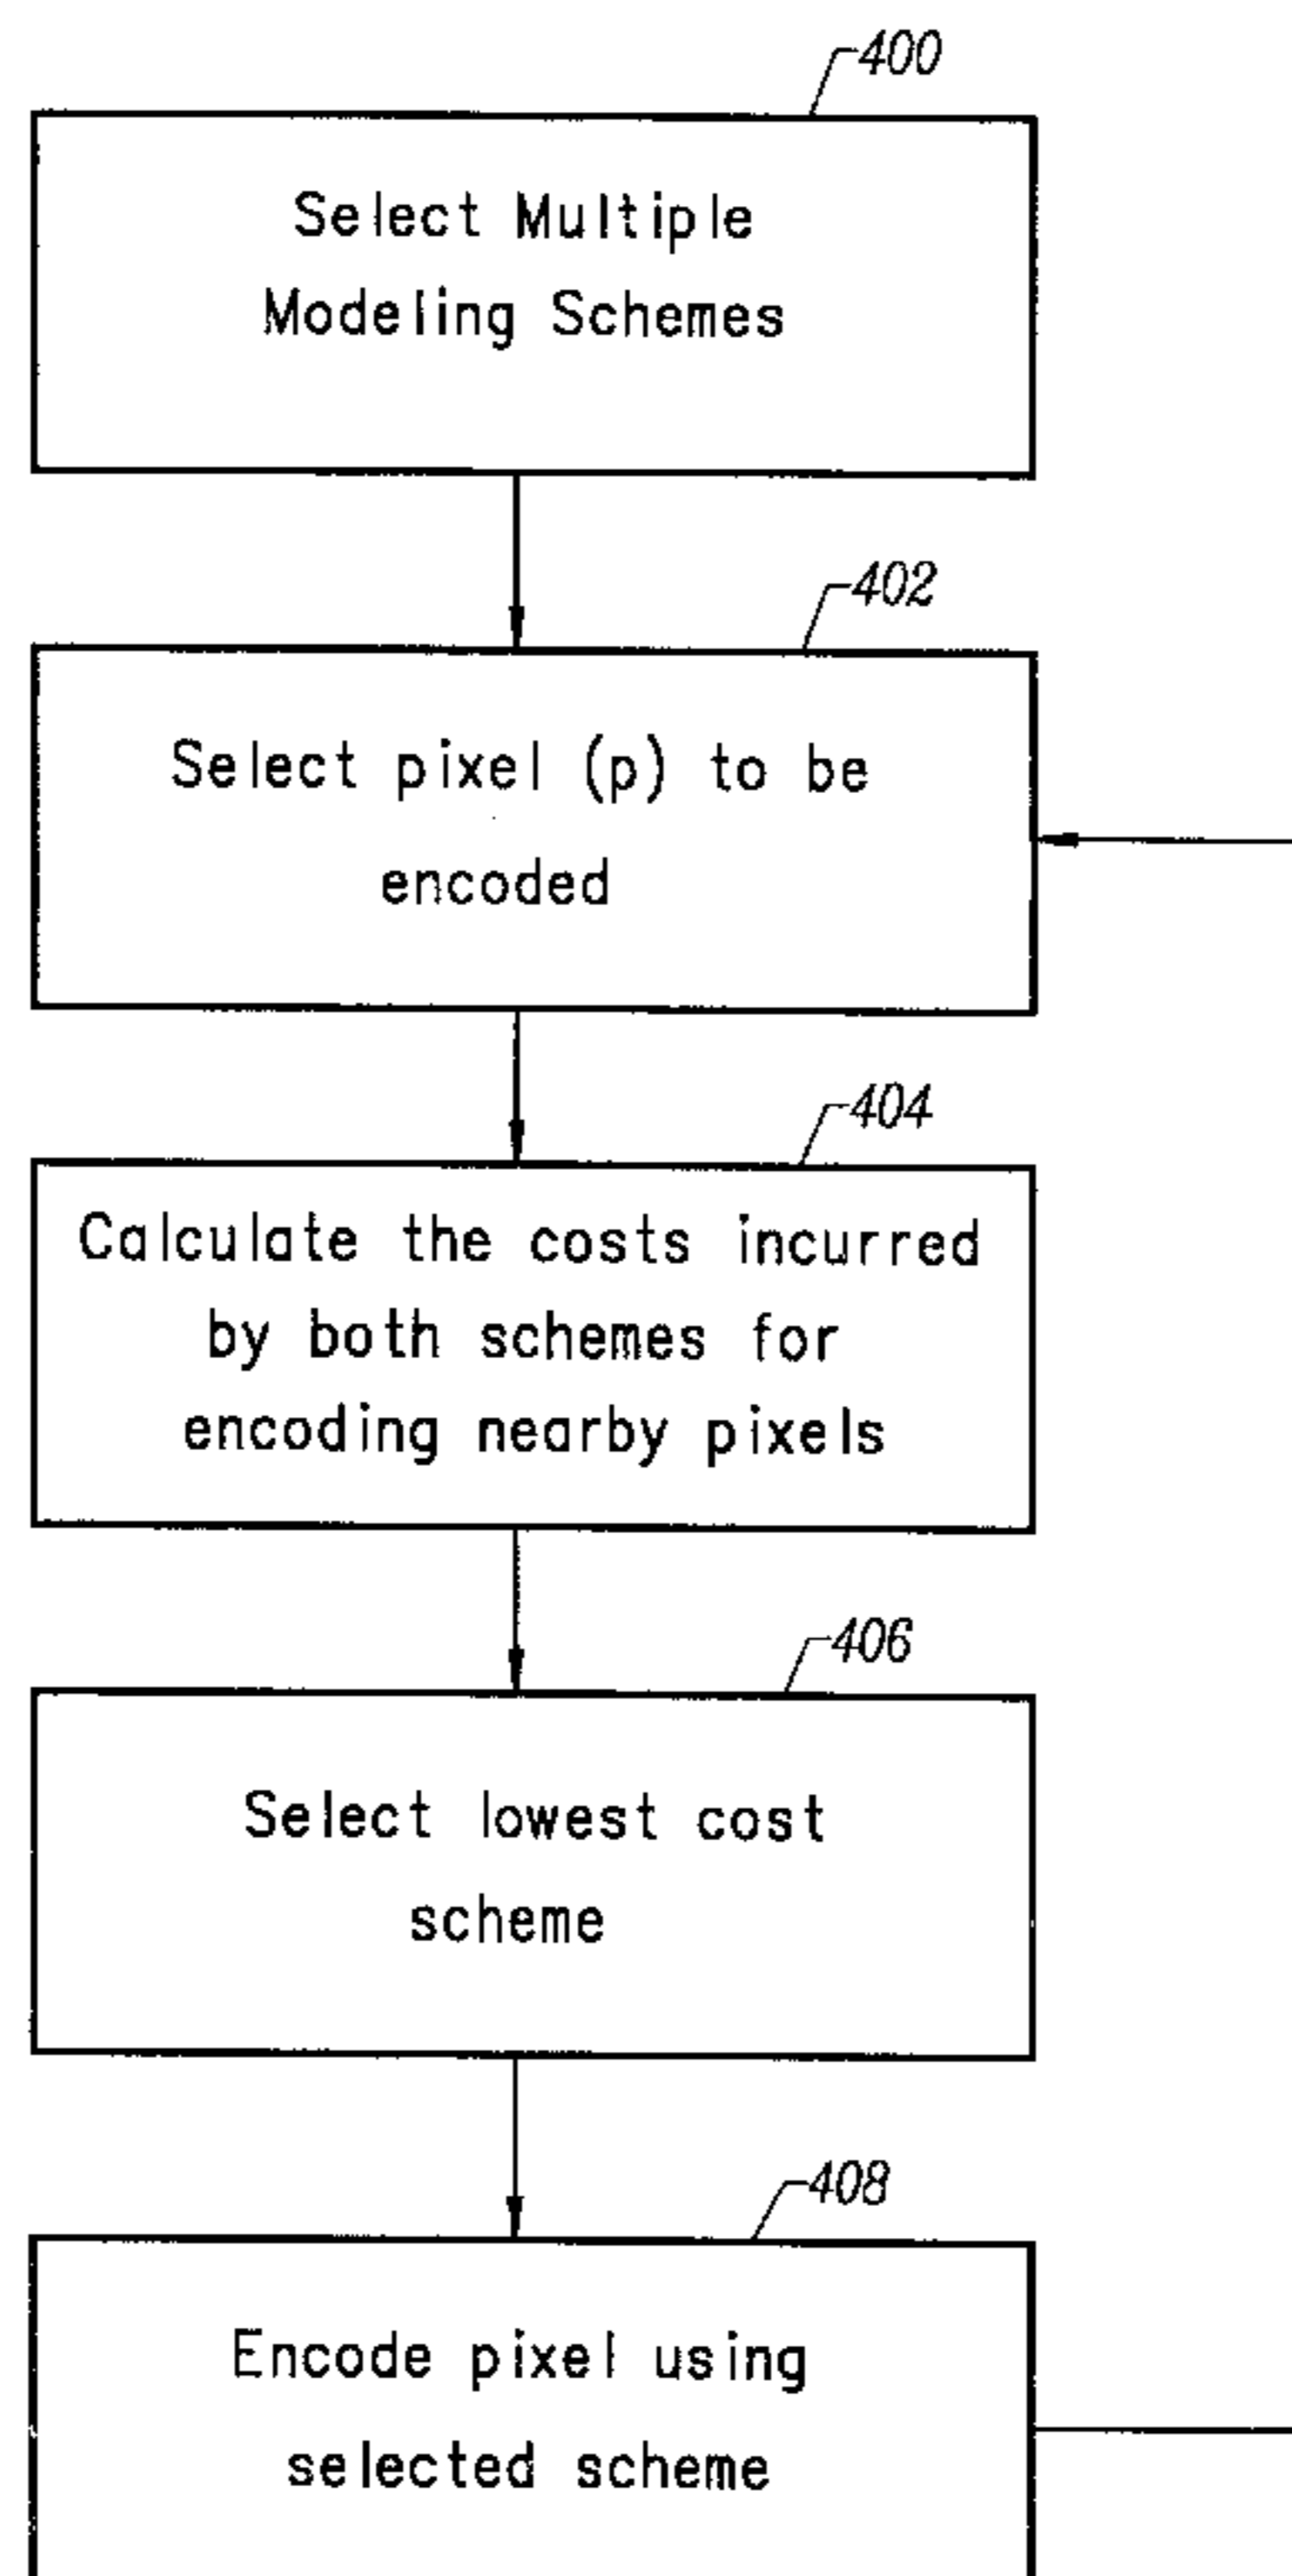 400
Select Multiple
Modeling Schemes
402
Select pixel (p) to be
encoded
404
Calculate the costs incurred
by both schemes for
encoding nearby pixels
406
Select lowest cost
scheme
408
Encode pixel using
selected scheme